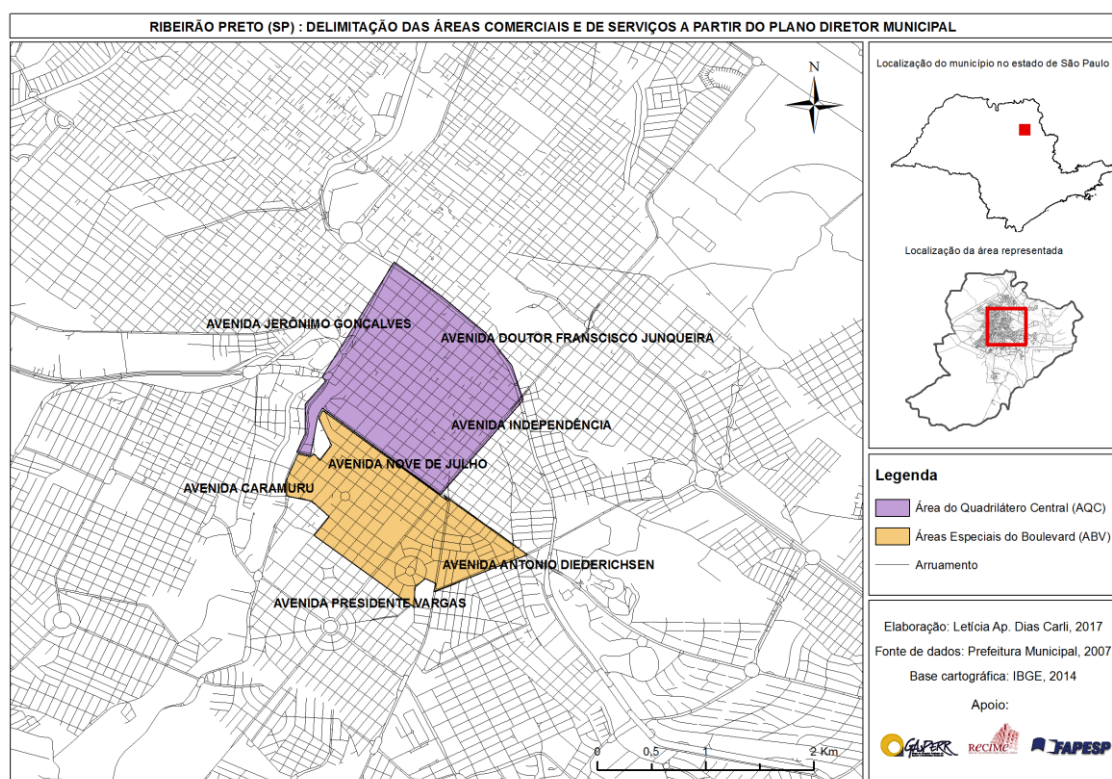 RIBEIRÃO PRETO (SP) : DELIMITAÇÃO DAS ÁREAS COMERCIAIS E DE SERVIÇOS A PARTIR DO PLANO DIRETOR MUNICIPAL
N
AVENIDA JERÔNIMO GONÇALVES
AVENIDA DOUTOR FRANSCISCO JUNQUEIRA
AVENIDA INDEPENDÊNCIA
AVENIDA NOVE DE JULHO
AVENIDA CARAMURU
AVENIDA ANTONIO DIEDERICHSEN
AVENIDA PRESIDENTE VARGAS
0 0,5 1 2 Km
Localização do município no estado de São Paulo
Localização da área representada
Legenda
Área do Quadrilátero Central (AQC)
Áreas Especiais do Boulevard (ABV)
Arruamento
Elaboração: Letícia Ap. Dias Carli, 2017
Fonte de dados: Prefeitura Municipal, 2007
Base cartográfica: IBGE, 2014
Apoio:
GAsPERR
ReCiMe
FAPESP